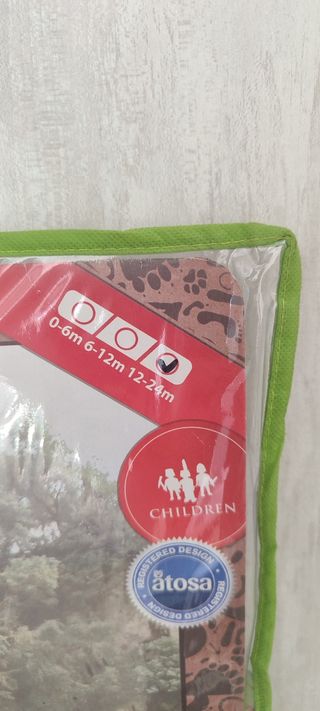 0-6m 6-12m 12-24m
CHILDREN
REGISTERED DESIGN
atosa
REGISTERED DESIGN